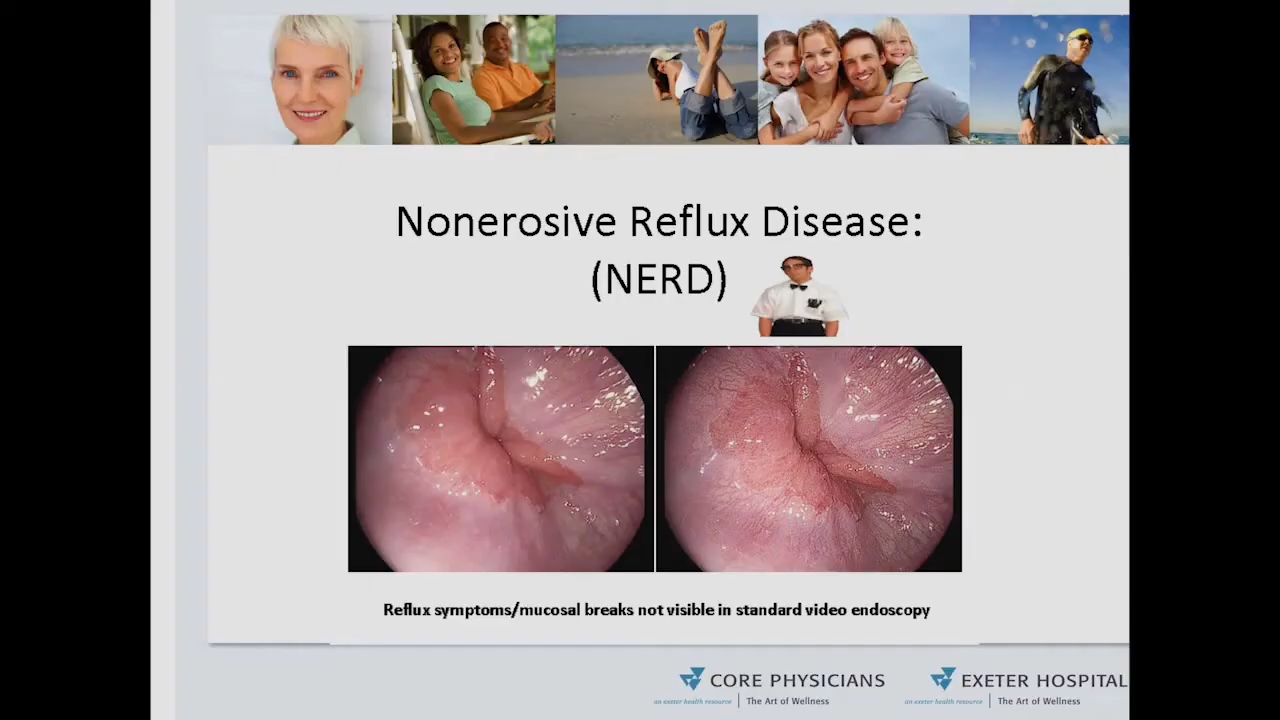 Nonerosive Reflux Disease:
(NERD)
Reflux symptoms/mucosal breaks not visible in standard video endoscopy
CORE PHYSICIANS
an exeter health resource | The Art of Wellness
EXETER HOSPITAL
an exeter health resource | The Art of Wellness